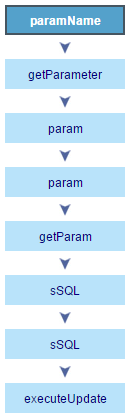 paramName
getParameter
param
param
getParam
sSQL
sSQL
executeUpdate